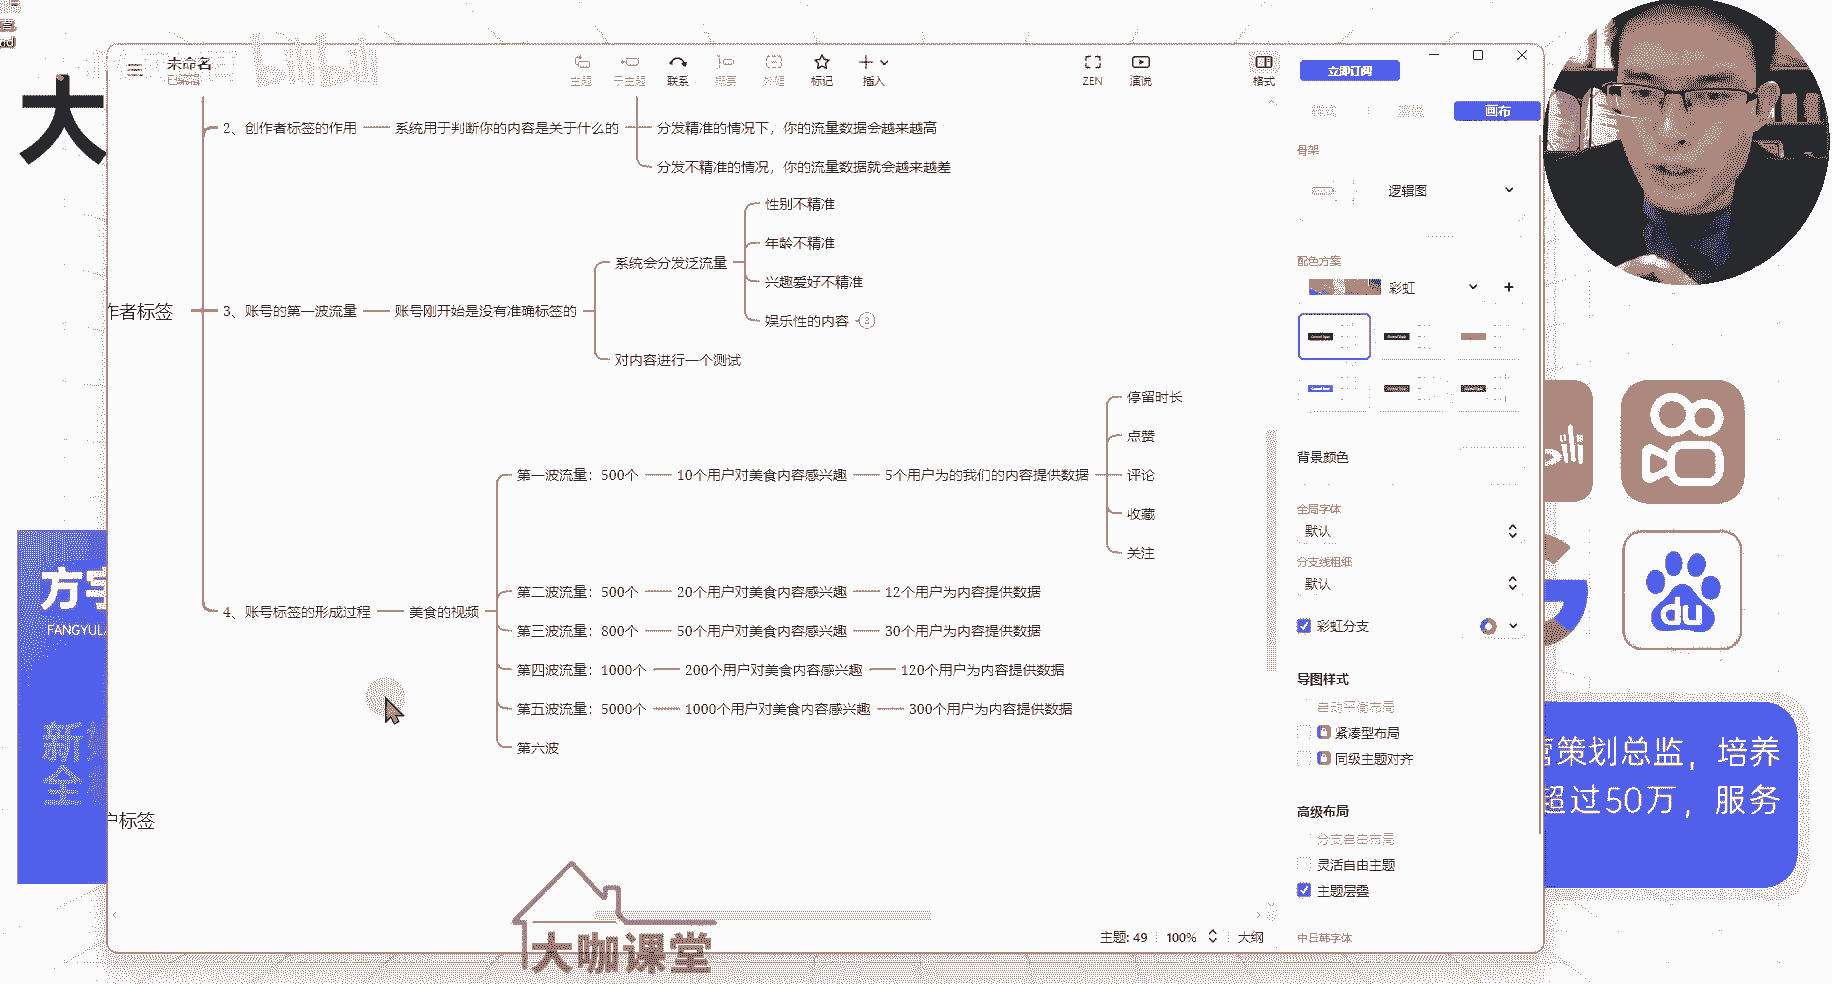 大
bilibili
未命名
主题
子主题
联系
概要
外框
标记
插入
ZEN
演说
格式
立即订阅
样式
演说
画布
骨架
逻辑图
配色方案
彩虹
背景颜色
全局字体
默认
分支线粗细
默认
彩虹分支
导图样式
自动平衡布局
紧凑型布局
同级主题对齐
高级布局
分支自由布局
灵活自由主题
主题层叠
中日韩字体
2、创作者标签的作用
系统用于判断你的内容是关于什么的
分发精准的情况下，你的流量数据会越来越高
分发不精准的情况，你的流量数据就会越来越差
作者标签
3、账号的第一波流量
账号刚开始是没有准确标签的
系统会分发泛流量
性别不精准
年龄不精准
兴趣爱好不精准
娱乐性的内容
2
对内容进行一个测试
4、账号标签的形成过程
美食的视频
第一波流量：500个
10个用户对美食内容感兴趣
5个用户为的我们的内容提供数据
停留时长
点赞
评论
收藏
关注
第二波流量：500个
20个用户对美食内容感兴趣
12个用户为内容提供数据
第三波流量：800个
50个用户对美食内容感兴趣
30个用户为内容提供数据
第四波流量：1000个
200个用户对美食内容感兴趣
120个用户为内容提供数据
第五波流量：5000个
1000个用户对美食内容感兴趣
300个用户为内容提供数据
第六波
户标签
主题: 49
100%
大纲
大咖课堂
FANGYUL
新
全
du
营策划总监，培养
超过50万，服务